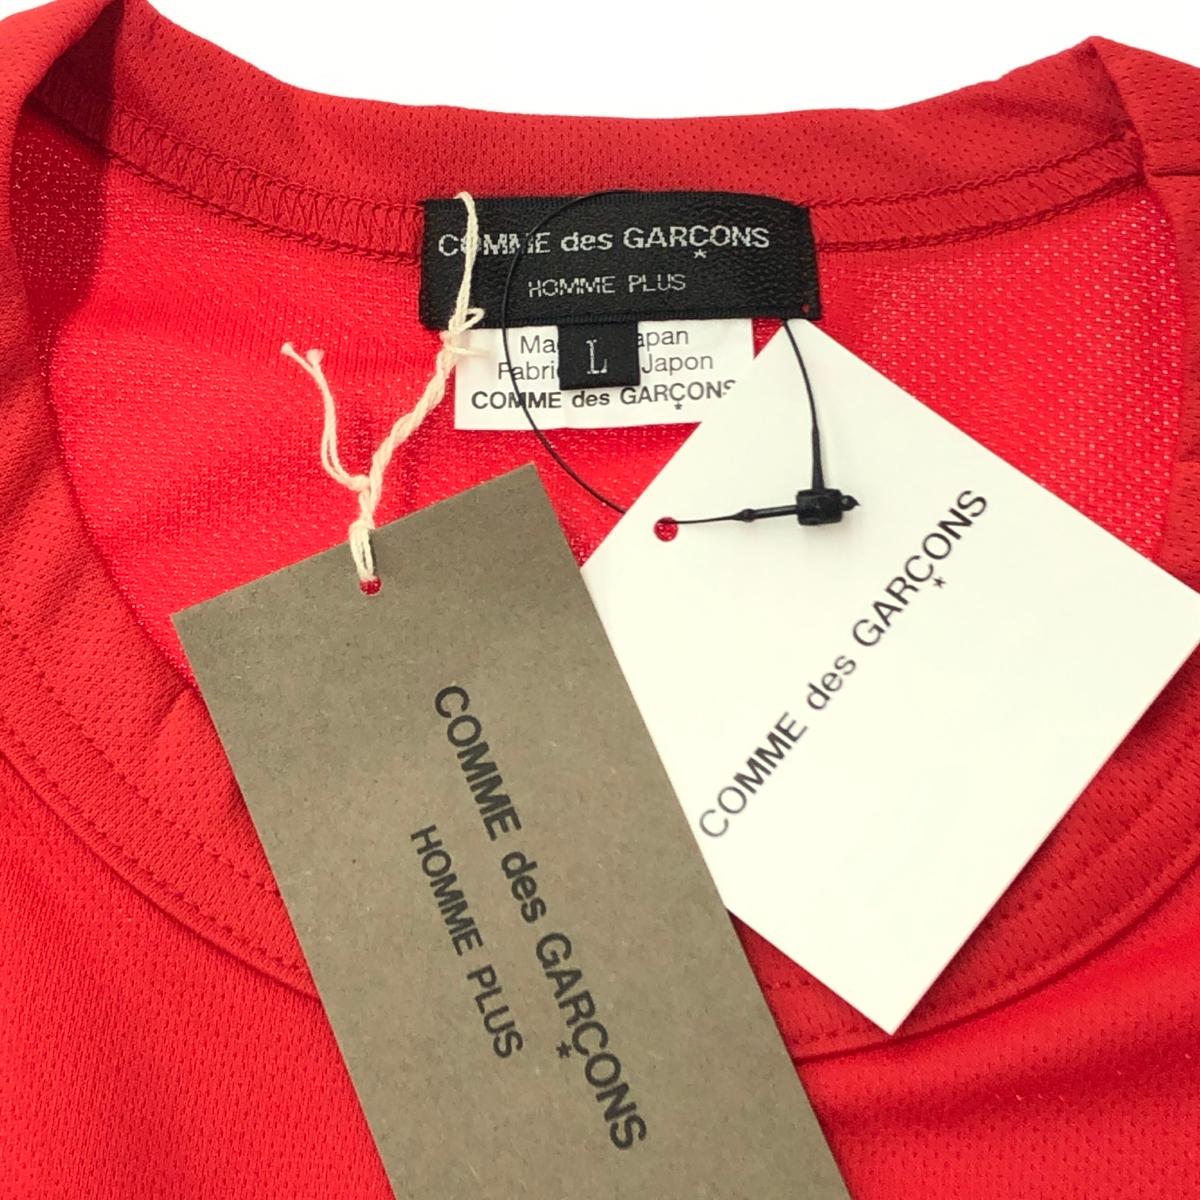 COMME des GARÇONS
HOMME PLUS
L
Ma apan
Fabri Japon
COMME des GARÇONS
COMME des GARÇONS
COMME des GARÇONS
HOMME PLUS